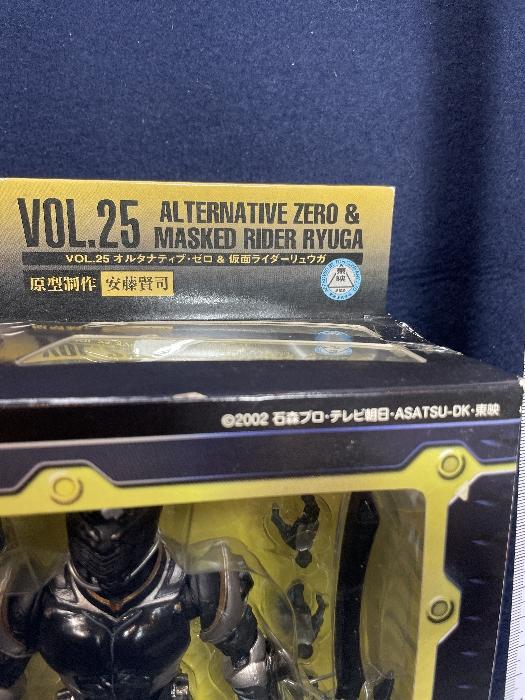 VOL.25 ALTERNATIVE ZERO &
MASKED RIDER RYUGA
VOL.25 オルタナティブ・ゼロ & 仮面ライダーリュウガ
原型制作 安藤賢司
東映
©2002 石森プロ・テレビ朝日・ASATSU-DK・東映